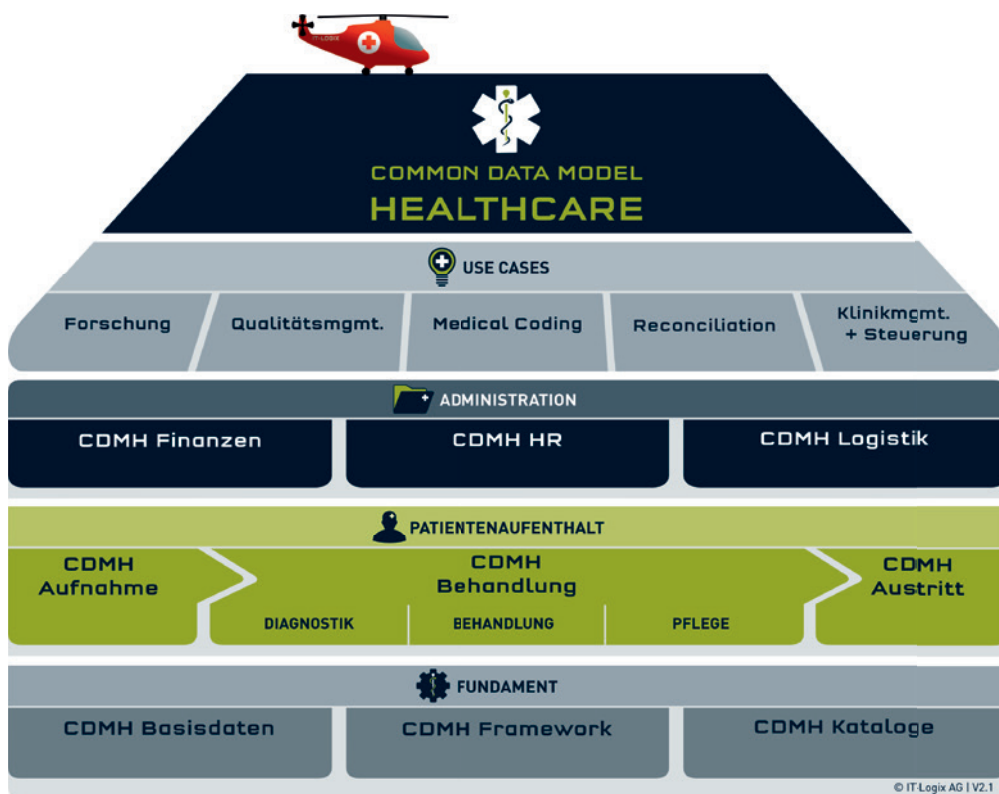 IT-LOGIX
COMMON DATA MODEL
HEALTHCARE
USE CASES
Forschung
Qualitätsmgmt.
Medical Coding
Reconciliation
Klinikmgmt.
+ Steuerung
ADMINISTRATION
CDMH Finanzen
CDMH HR
CDMH Logistik
PATIENTENAUFENTHALT
CDMH
Aufnahme
CDMH
Behandlung
DIAGNOSTIK
BEHANDLUNG
PFLEGE
CDMH
Austritt
FUNDAMENT
CDMH Basisdaten
CDMH Framework
CDMH Kataloge
© IT-Logix AG | V2.1